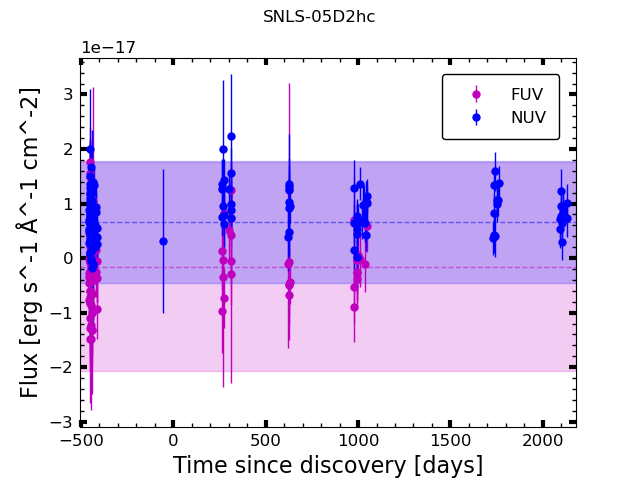 SNLS-05D2hc
1e−17
FUV
NUV
3
2
1
0
−1
−2
−3
−500
0
500
1000
1500
2000
Flux [erg s^-1 Å^-1 cm^-2]
Time since discovery [days]